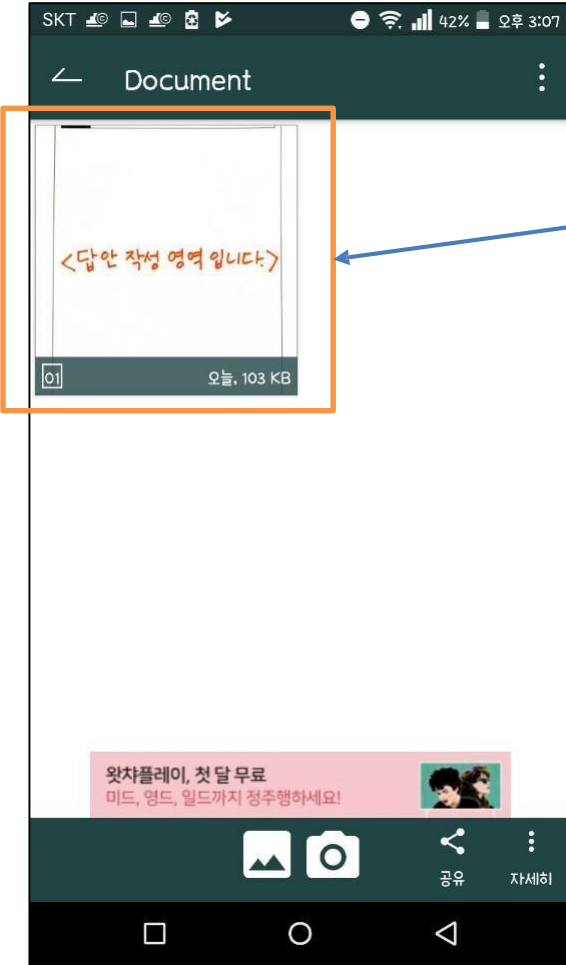 SKT 42% 오후 3:07
Document
<답안 작성 영역 입니다.>
01 오늘, 103 KB
왓챠플레이, 첫 달 무료
미드, 영드, 일드까지 정주행하세요!
공유 자세히